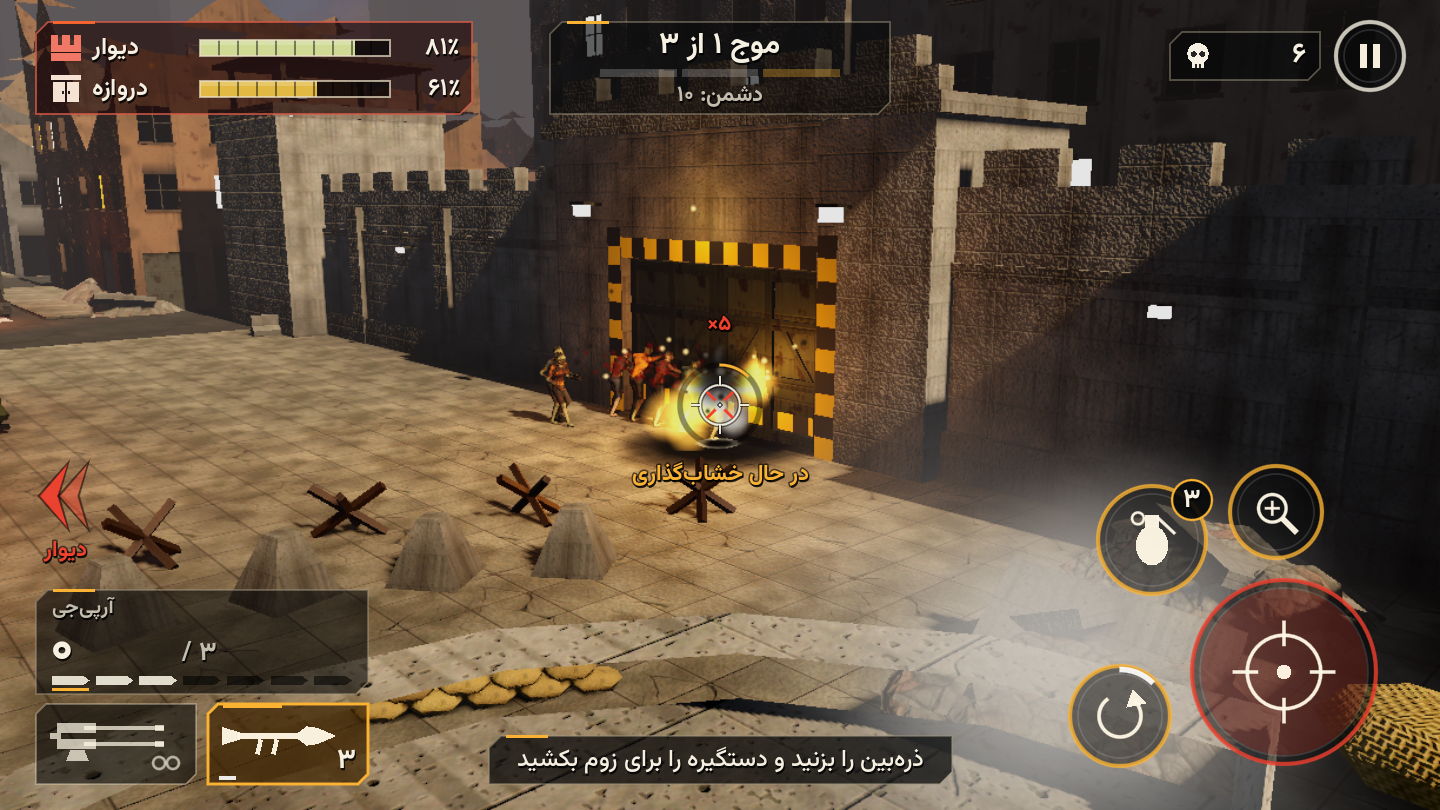 دیوار ۸۱٪
دروازه ۶۱٪
موج ۱ از ۳
دشمن: ۱۰
۶
×۵
در حال خشاب‌گذاری
دیوار
۳
آرپی‌جی
۰ / ۳
۳
∞
ذره‌بین را بزنید و دستگیره را برای زوم بکشید